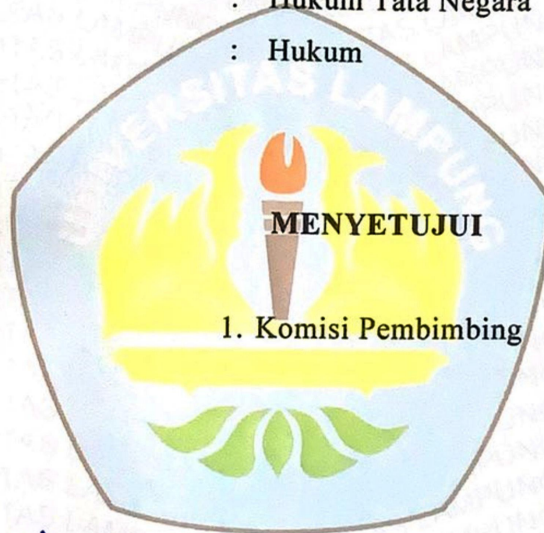 : Hukum Tata Negara
: Hukum
UNIVERSITAS LAMPUNG
MENYETUJUI
1. Komisi Pembimbing